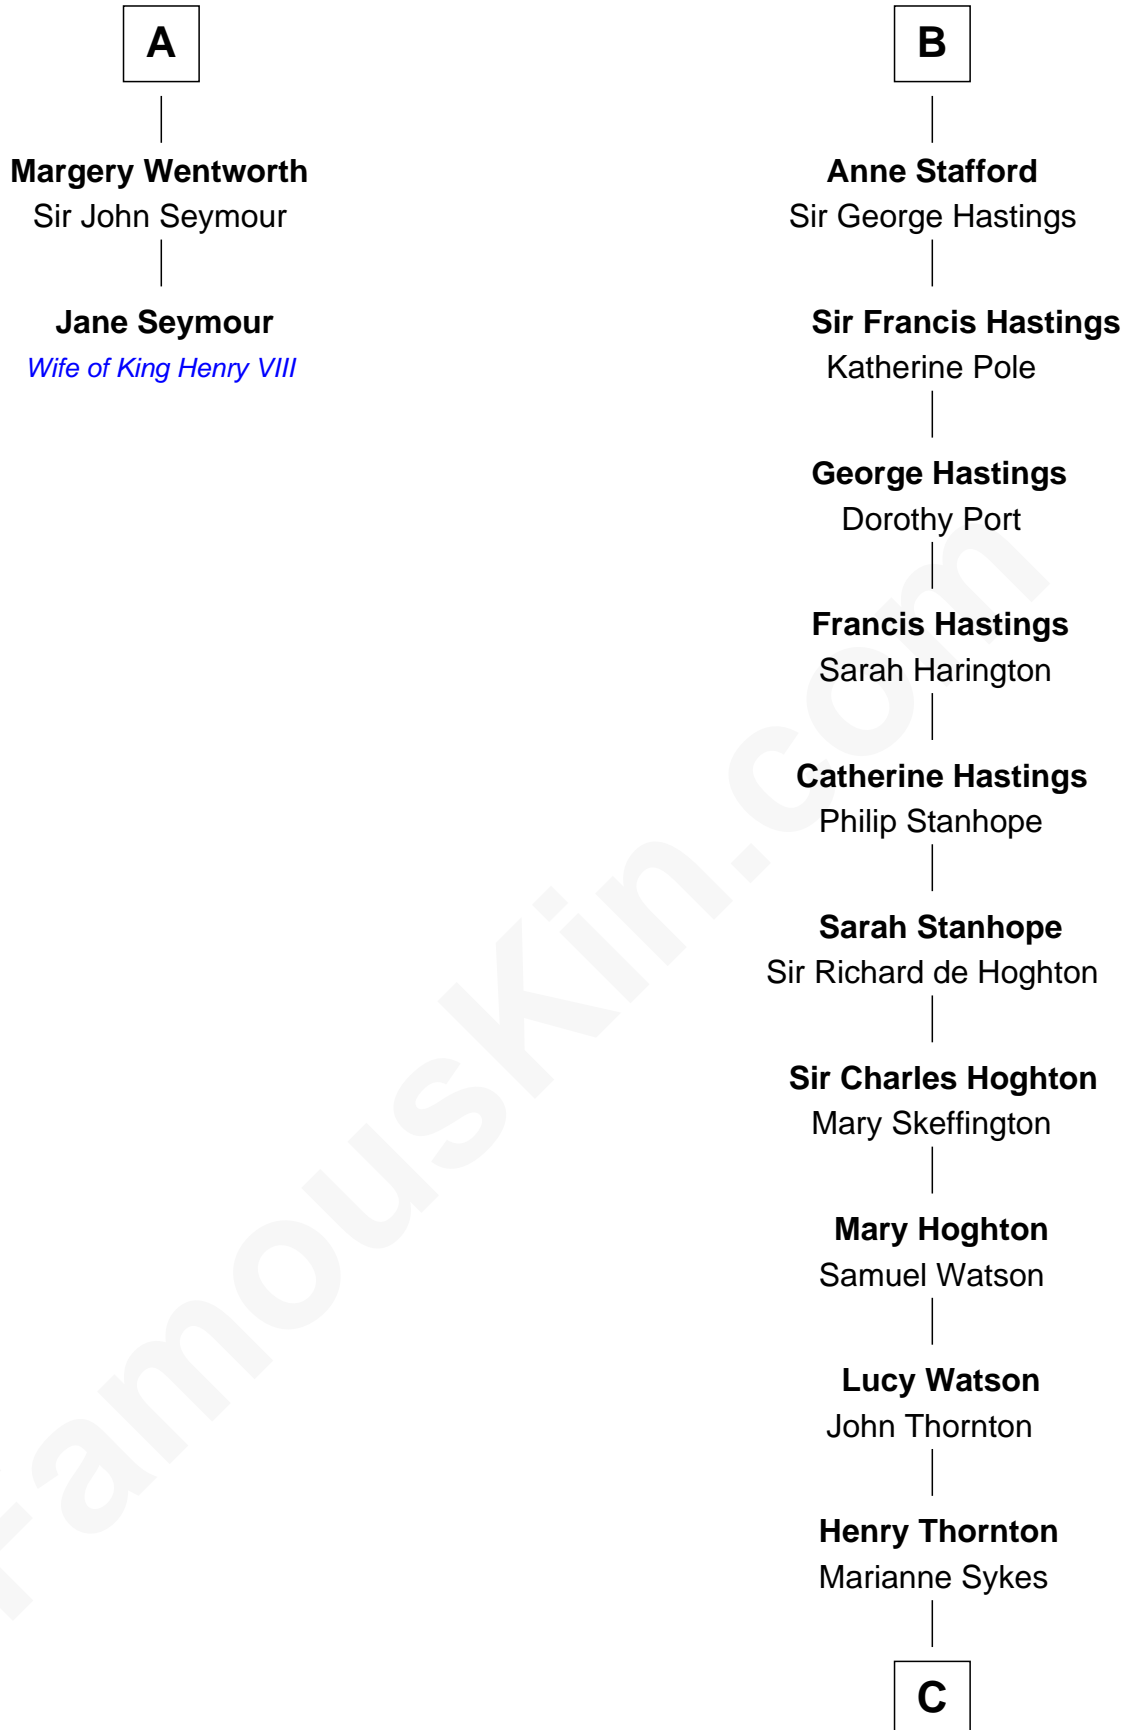 A
Margery Wentworth
Sir John Seymour
Jane Seymour
Wife of King Henry VIII
B
Anne Stafford
Sir George Hastings
Sir Francis Hastings
Katherine Pole
George Hastings
Dorothy Port
Francis Hastings
Sarah Harington
Catherine Hastings
Philip Stanhope
Sarah Stanhope
Sir Richard de Hoghton
Sir Charles Hoghton
Mary Skeffington
Mary Hoghton
Samuel Watson
Lucy Watson
John Thornton
Henry Thornton
Marianne Sykes
C
FamousKin.com